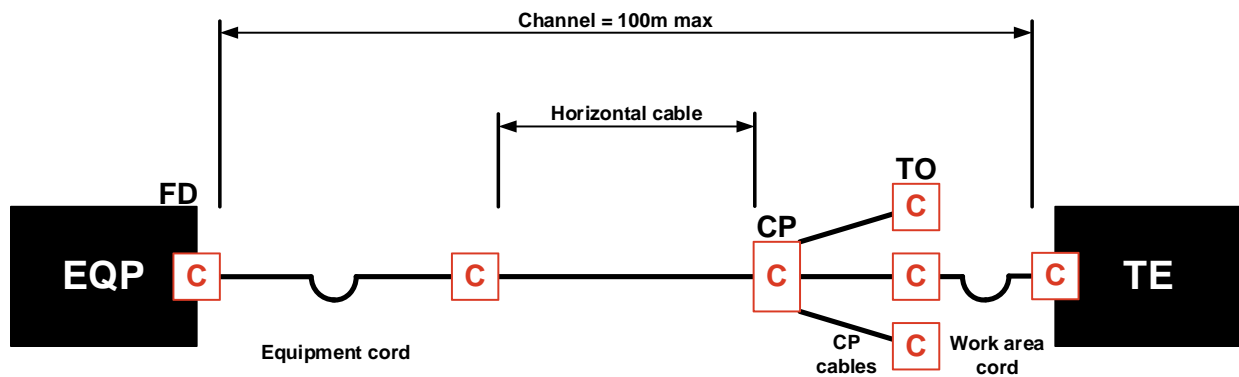 Channel = 100m max
Horizontal cable
FD
TO
C
CP
EQP
C
C
C
C
C
TE
C
Equipment cord
CP
cables
Work area
cord